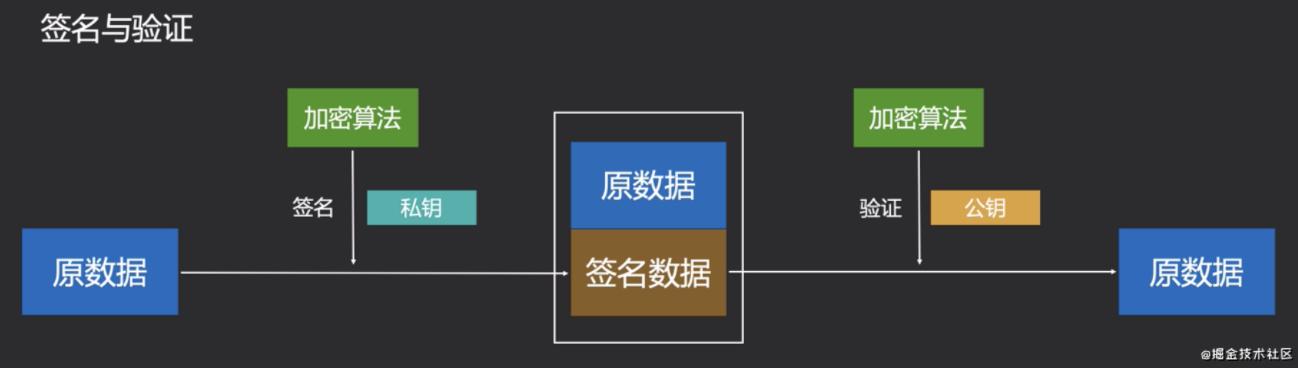 签名与验证
加密算法
加密算法
原数据
签名
私钥
验证
公钥
原数据
签名数据
原数据
@掘金技术社区